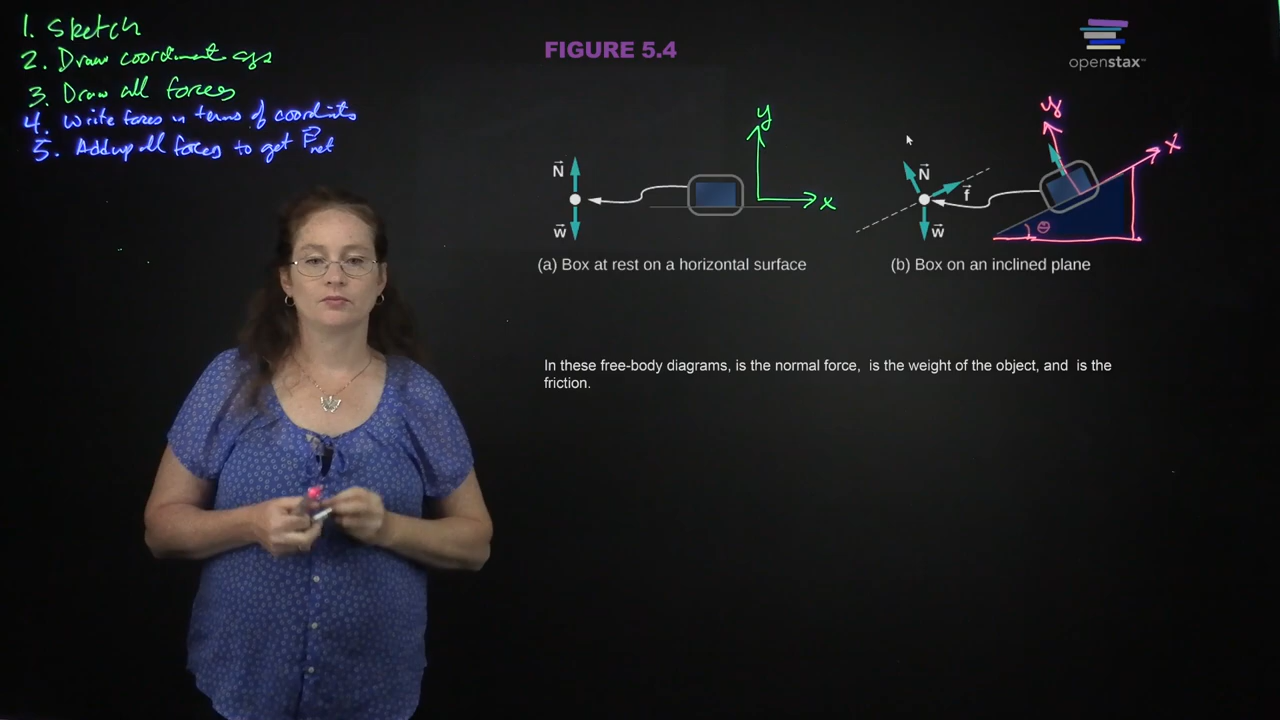 1. Sketch
2. Draw coordinate sys
3. Draw all forces
4. Write forces in terms of coordinates
5. Add up all forces to get F net
FIGURE 5.4
openstax™
N
w
y
x
(a) Box at rest on a horizontal surface
N
f
w
y
x
θ
(b) Box on an inclined plane
In these free-body diagrams, is the normal force,  is the weight of the object, and  is the
friction.